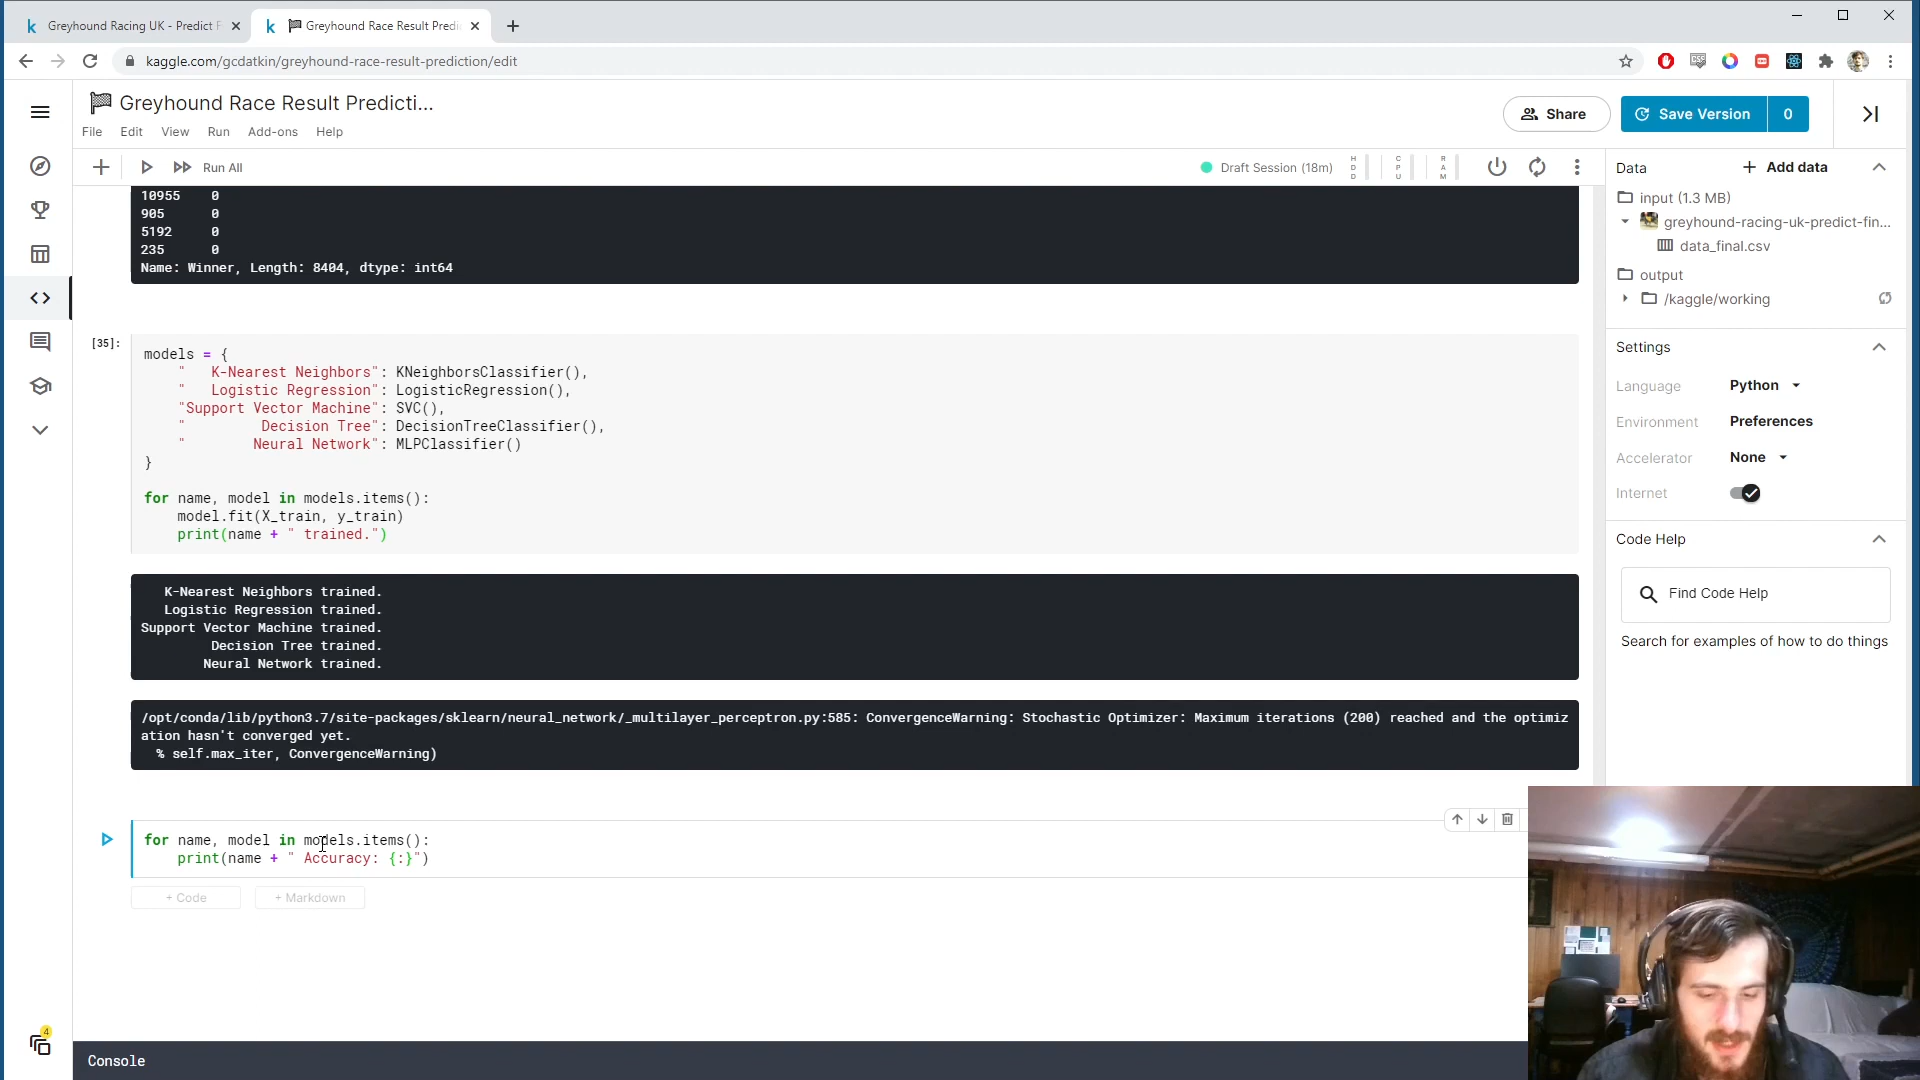 Greyhound Racing UK - Predict F
Greyhound Race Result Predi
kaggle.com/gcdatkin/greyhound-race-result-prediction/edit
Greyhound Race Result Predicti...
File Edit View Run Add-ons Help
Share
Save Version 0
Run All
Draft Session (18m)
HDD
CPU
RAM
10955 0
905 0
5192 0
235 0
Name: Winner, Length: 8404, dtype: int64
[35]:
models = {
"   K-Nearest Neighbors": KNeighborsClassifier(),
"   Logistic Regression": LogisticRegression(),
"Support Vector Machine": SVC(),
"         Decision Tree": DecisionTreeClassifier(),
"        Neural Network": MLPClassifier()
}
for name, model in models.items():
model.fit(X_train, y_train)
print(name + " trained.")
K-Nearest Neighbors trained.
Logistic Regression trained.
Support Vector Machine trained.
Decision Tree trained.
Neural Network trained.
/opt/conda/lib/python3.7/site-packages/sklearn/neural_network/_multilayer_perceptron.py:585: ConvergenceWarning: Stochastic Optimizer: Maximum iterations (200) reached and the optimiz
ation hasn't converged yet.
% self.max_iter, ConvergenceWarning)
for name, model in models.items():
print(name + " Accuracy: {:}")
+ Code
+ Markdown
4
Console
Data
Add data
input (1.3 MB)
greyhound-racing-uk-predict-fin...
data_final.csv
output
/kaggle/working
Settings
Language Python
Environment Preferences
Accelerator None
Internet
Code Help
Find Code Help
Search for examples of how to do things